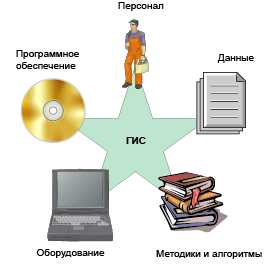 Персонал
Программное
обеспечение
Данные
ГИС
Оборудование
Методики и алгоритмы